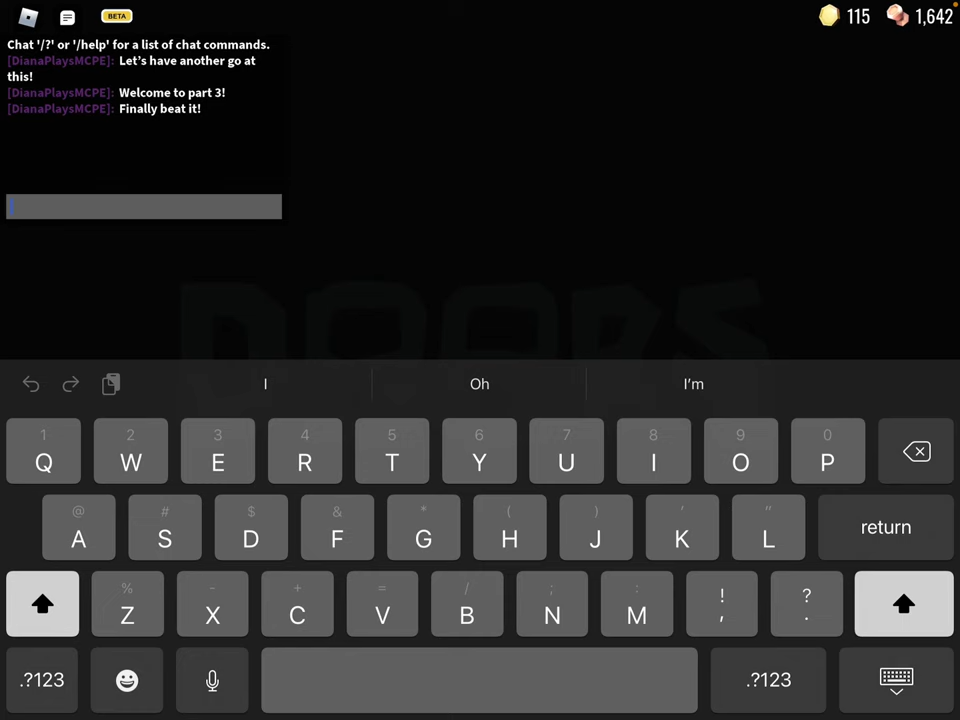 BETA
115
1,642
Chat '/?' or '/help' for a list of chat commands.
[DianaPlaysMCPE]: Let's have another go at
this!
[DianaPlaysMCPE]: Welcome to part 3!
[DianaPlaysMCPE]: Finally beat it!
DOORS
I
Oh
I'm
1 2 3 4 5 6 7 8 9 0
Q W E R T Y U I O P
@ # $ & * ( ) ' "
A S D F G H J K L return
% - + = / ; : ! ?
Z X C V B N M , .
.?123 .?123